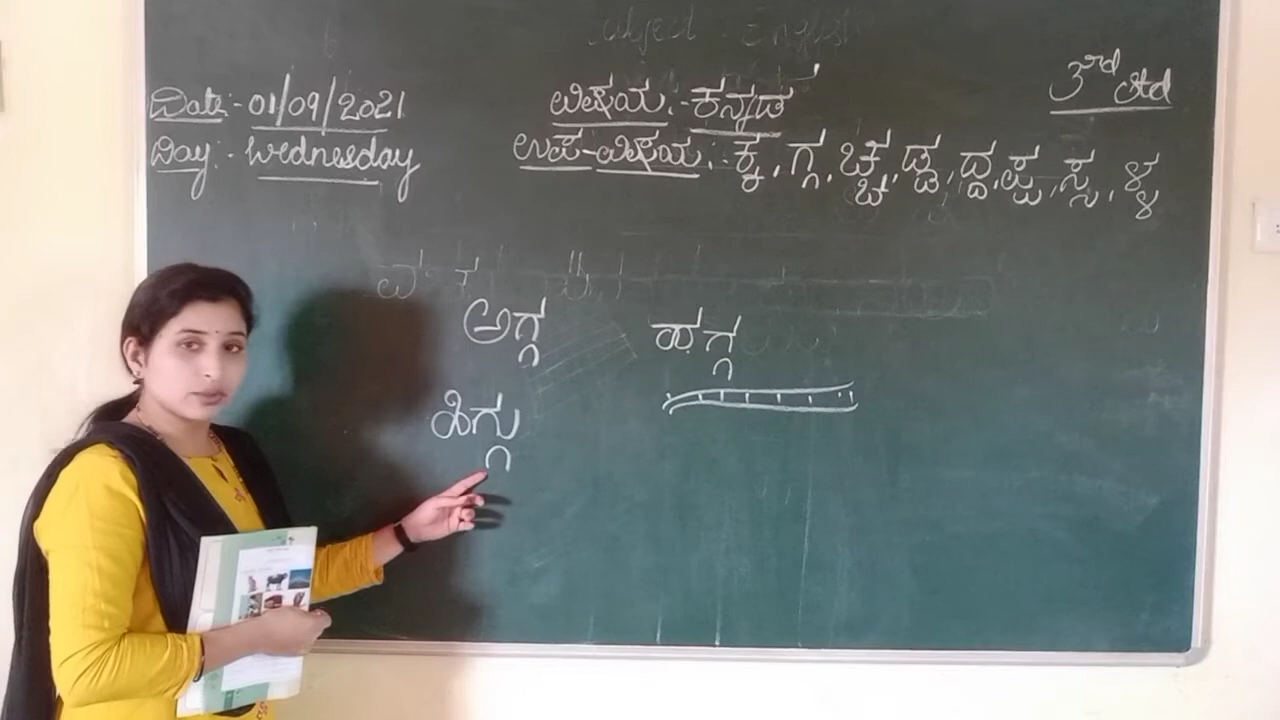 Date:- 01/09/2021
Day:- Wednesday
ವಿಷಯ:- ಕನ್ನಡ
ಉಪ-ವಿಷಯ:- ಕ್ಕ, ಗ್ಗ, ಚ್ಚ, ಡ್ಡ, ದ್ದ, ಪ್ಪ, ಸ್ಸ, ಳ್ಳ
3rd Std
ಅಗ್ಗ
ಹಗ್ಗ
ಹಿಗ್ಗು